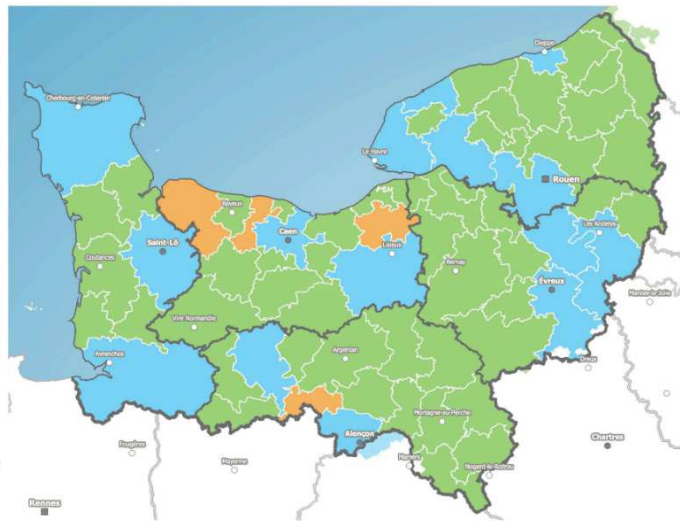 Dieppe
Cherbourg-en-Cotentin
Le Havre
Rouen
Bayeux
Les Andelys
Caen
Saint-Lô
Lisieux
Coutances
Bernay
Évreux
Mantes-la-Jolie
Vire Normandie
Avranches
Argentan
Dreux
Mortagne-au-Perche
Alençon
Chartres
Fougères
Mamers
Mayenne
Nogent-le-Rotrou
Rennes